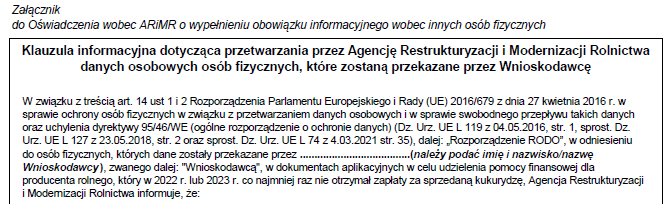 Załącznik
do Oświadczenia wobec ARiMR o wypełnieniu obowiązku informacyjnego wobec innych osób fizycznych
Klauzula informacyjna dotycząca przetwarzania przez Agencję Restrukturyzacji i Modernizacji Rolnictwa
danych osobowych osób fizycznych, które zostaną przekazane przez Wnioskodawcę
W związku z treścią art. 14 ust 1 i 2 Rozporządzenia Parlamentu Europejskiego i Rady (UE) 2016/679 z dnia 27 kwietnia 2016 r. w
sprawie ochrony osób fizycznych w związku z przetwarzaniem danych osobowych i w sprawie swobodnego przepływu takich danych
oraz uchylenia dyrektywy 95/46/WE (ogólne rozporządzenie o ochronie danych) (Dz. Urz. UE L 119 z 04.05.2016, str. 1, sprost. Dz.
Urz. UE L 127 z 23.05.2018, str. 2 oraz sprost. Dz. Urz. UE L 74 z 4.03.2021 str. 35), dalej: „Rozporządzenie RODO”, w odniesieniu
do osób fizycznych, których dane zostały przekazane przez .....................................(należy podać imię i nazwisko/nazwę
Wnioskodawcy), zwanego dalej: "Wnioskodawcą", w dokumentach aplikacyjnych w celu udzielenia pomocy finansowej dla
producenta rolnego, który w 2022 r. lub 2023 r. co najmniej raz nie otrzymał zapłaty za sprzedaną kukurydzę, Agencja Restrukturyzacji
i Modernizacji Rolnictwa informuje, że: